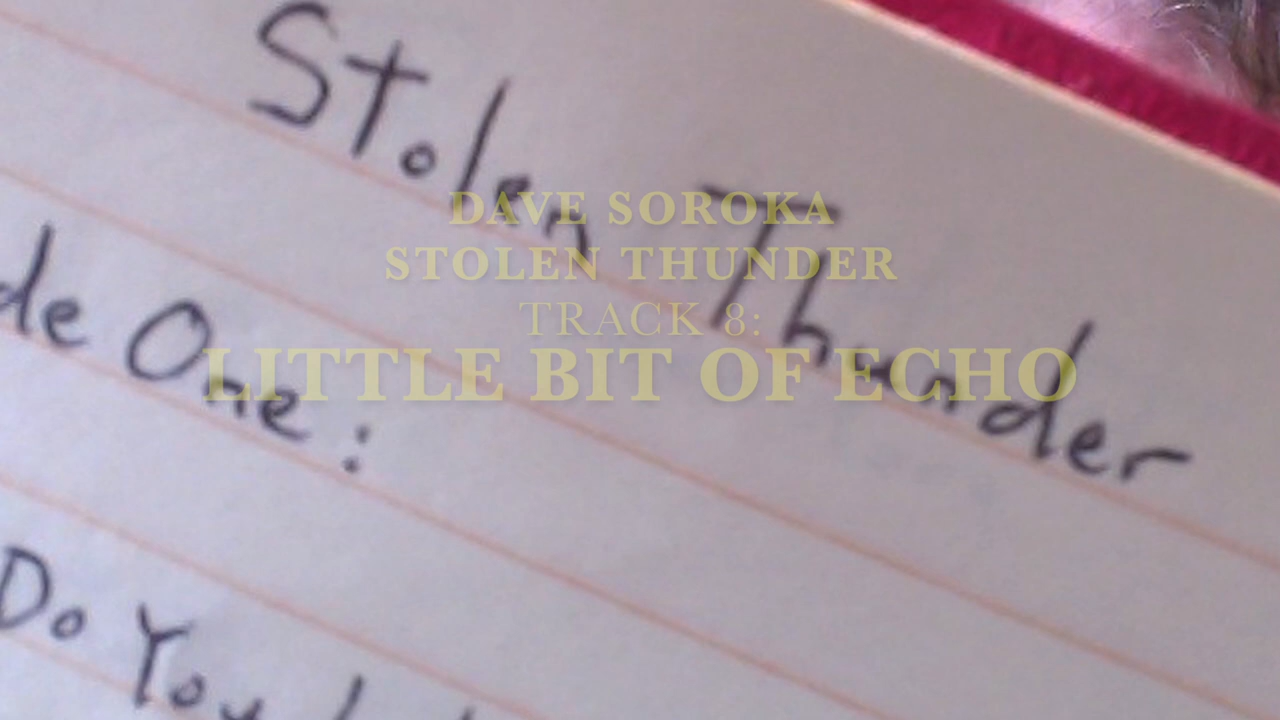 Stolen Thunder
DAVE SOROKA
STOLEN THUNDER
TRACK 8:
LITTLE BIT OF ECHO
de One:
Do You